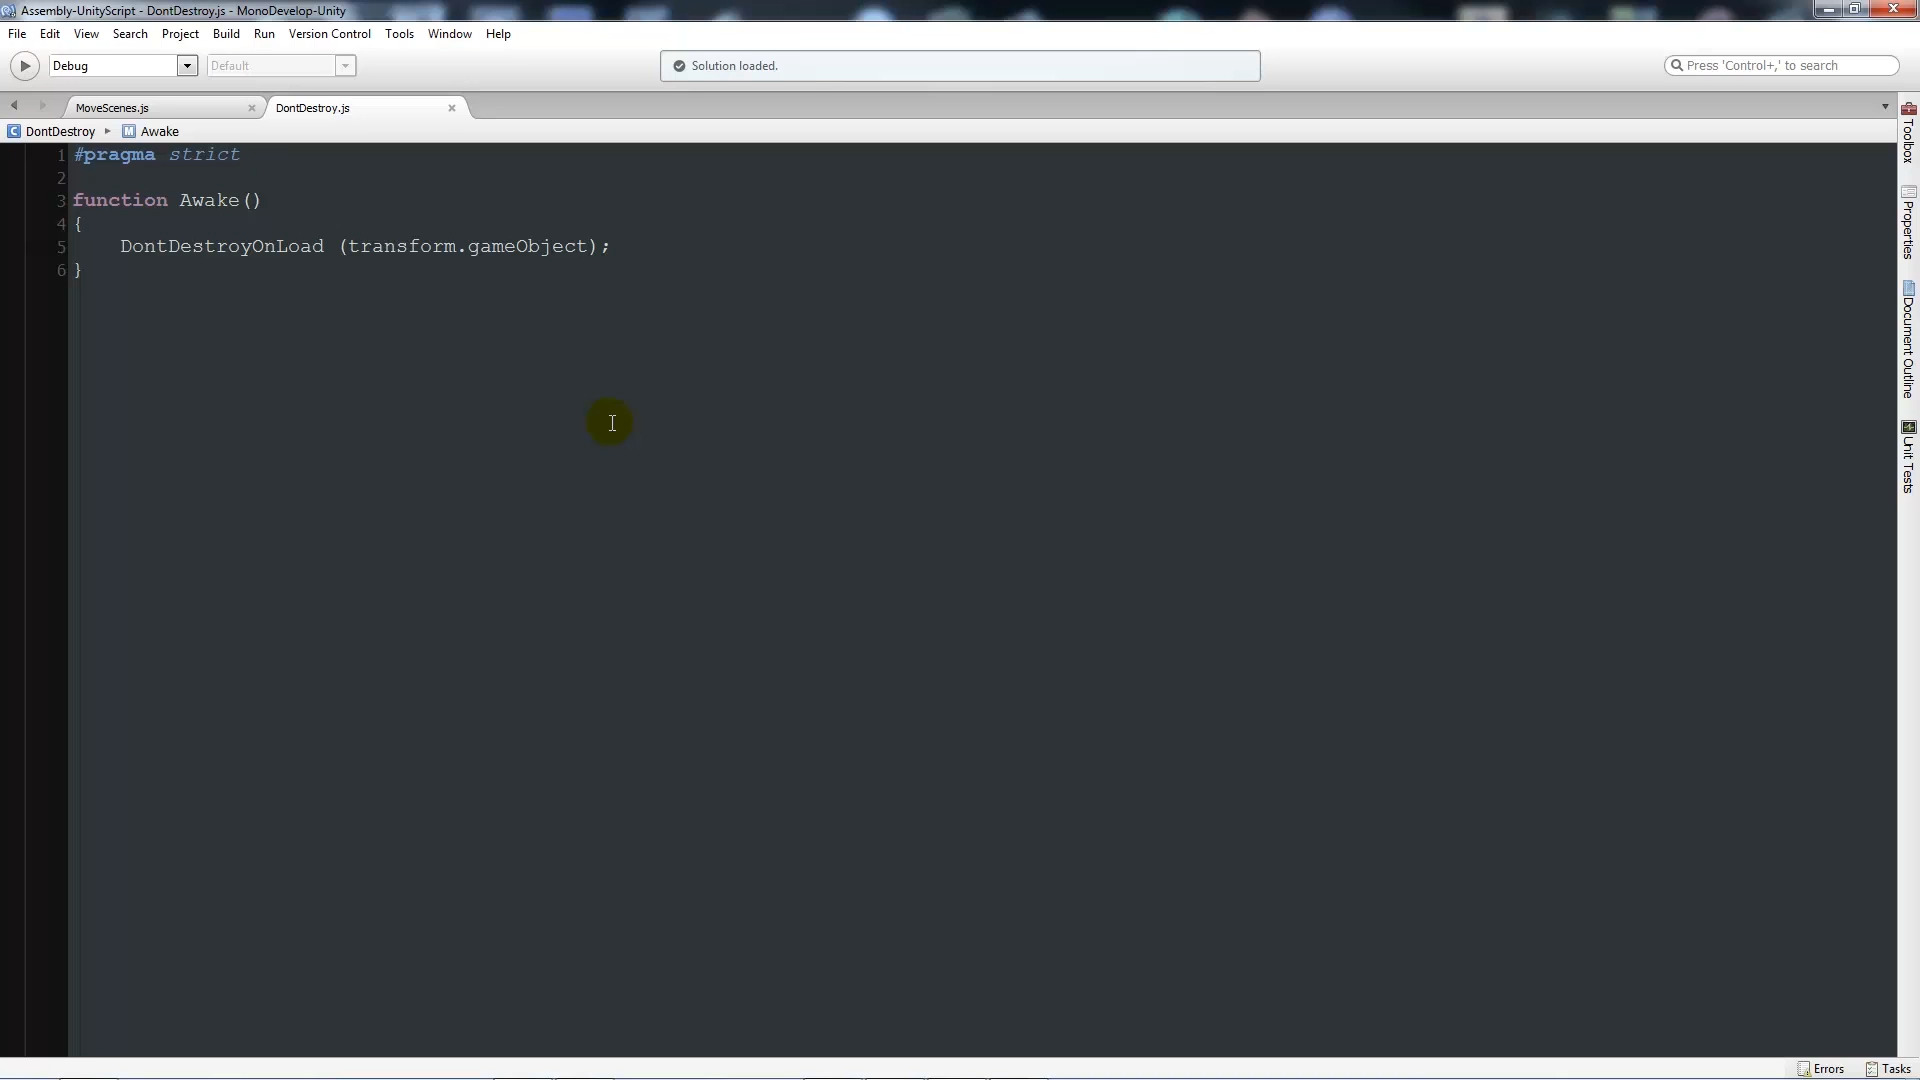 Assembly-UnityScript - DontDestroy.js - MonoDevelop-Unity
File Edit View Search Project Build Run Version Control Tools Window Help
Debug Default Solution loaded. Press 'Control+,' to search
MoveScenes.js DontDestroy.js
DontDestroy Awake
1 #pragma strict
2
3 function Awake()
4 {
5 DontDestroyOnLoad (transform.gameObject);
6 }
Toolbox
Properties
Document Outline
Unit Tests
Errors Tasks